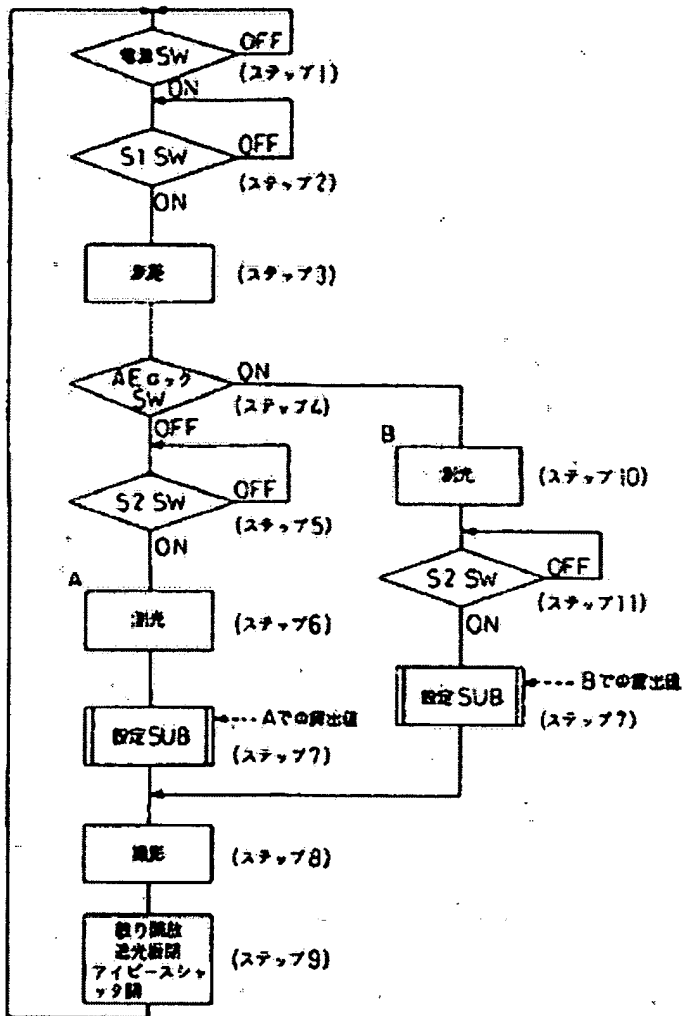 電源SW
OFF
(ステップ1)
ON
S1 SW
OFF
(ステップ2)
ON
測距
(ステップ3)
AEロック
SW
ON
(ステップ4)
OFF
S2 SW
OFF
(ステップ5)
ON
A
測光
(ステップ6)
設定SUB
Aでの露出値
(ステップ7)
B
測光
(ステップ10)
S2 SW
OFF
(ステップ11)
ON
設定SUB
Bでの露出値
(ステップ7)
撮影
(ステップ8)
絞り開放
遮光板閉
アイピースシャ
ッタ開
(ステップ9)